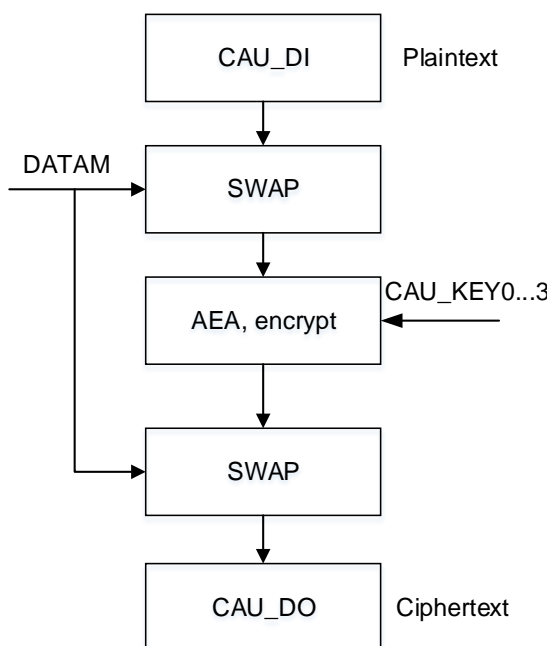 CAU_DI
Plaintext
DATAM
SWAP
AEA, encrypt
CAU_KEY0...3
SWAP
CAU_DO
Ciphertext